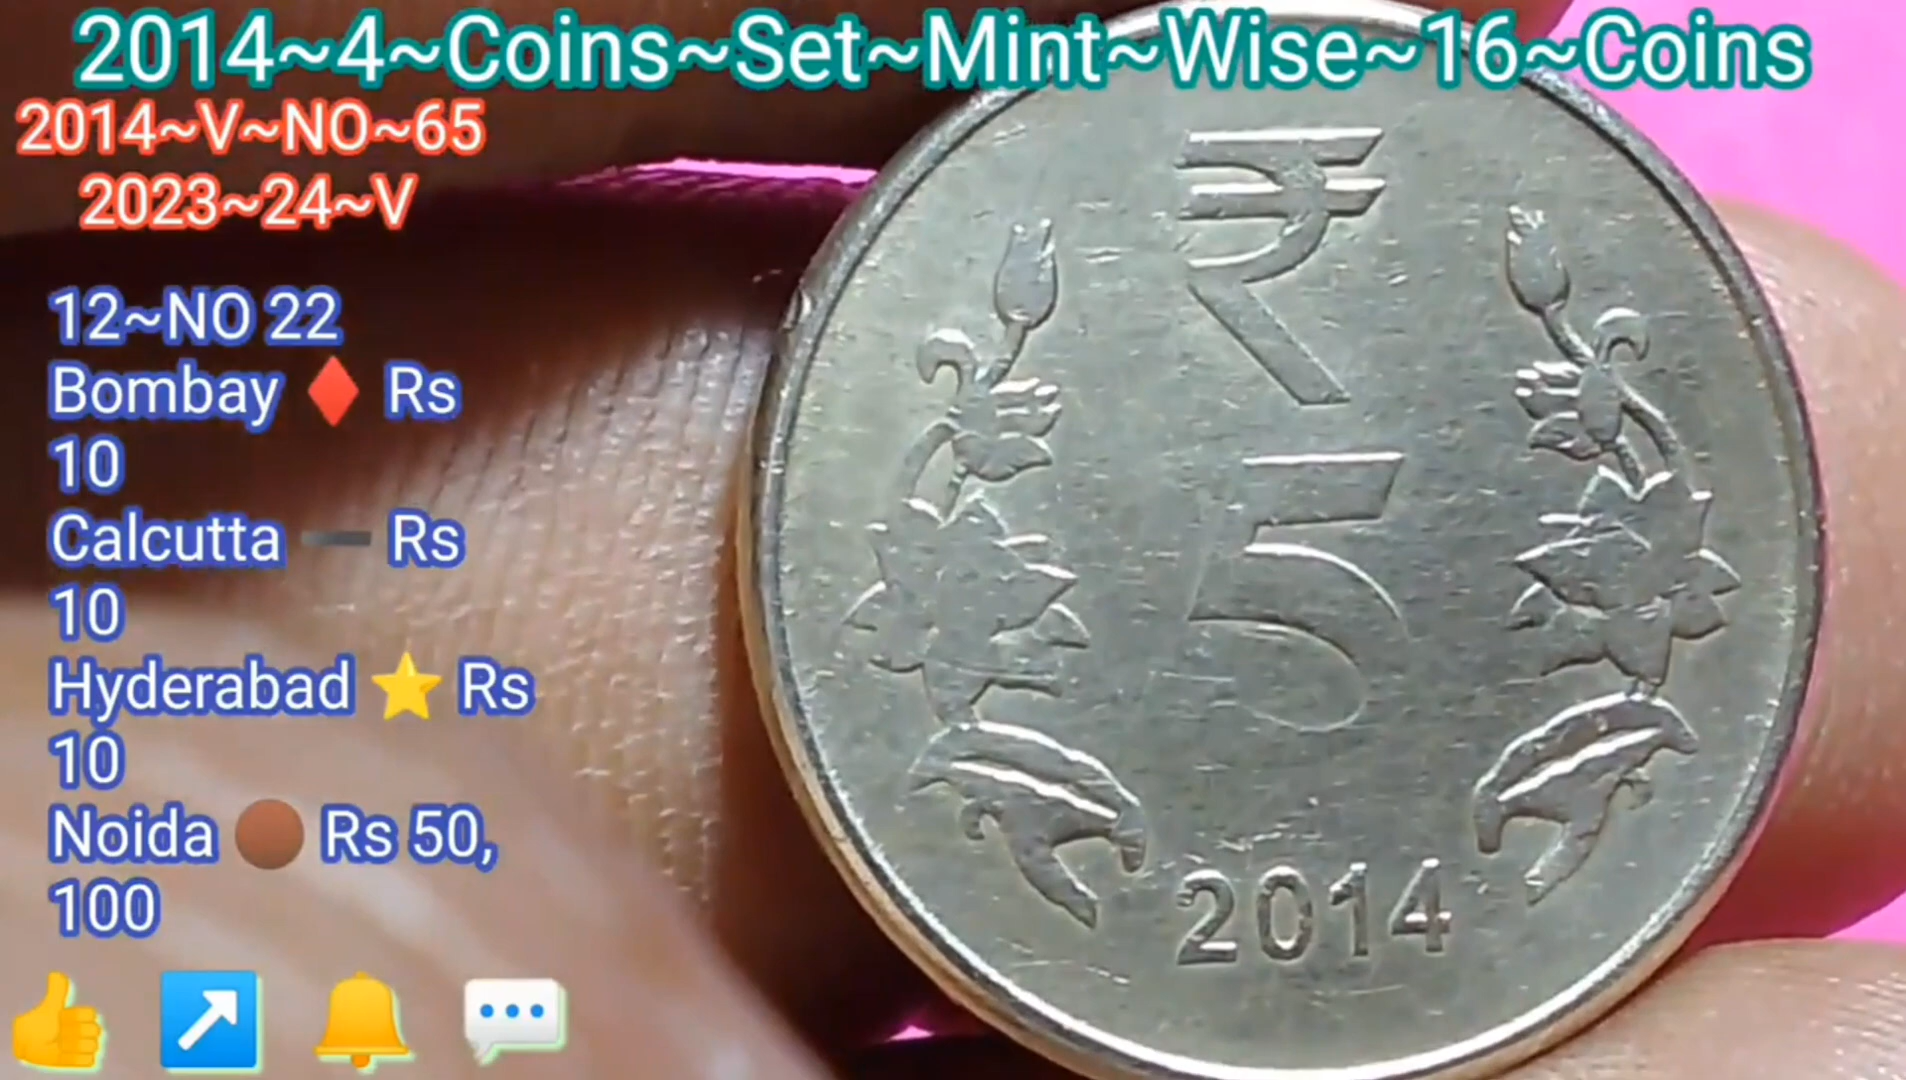 2014~4~Coins~Set~Mint~Wise~16~Coins
2014~V~NO~65
2023~24~V
12~NO 22
Bombay ♦️ Rs
10
Calcutta ➖ Rs
10
Hyderabad ⭐ Rs
10
Noida 🟤 Rs 50,
100
₹
5
2014